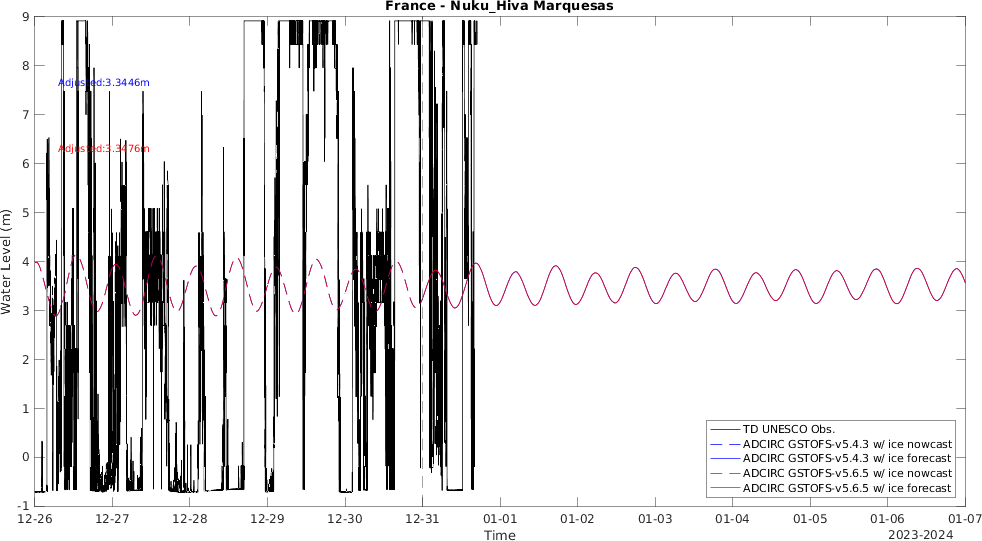 France - Nuku_Hiva Marquesas
9
8
7
6
5
4
3
2
1
0
-1
Water Level (m)
Adjusted:3.3446m
Adjusted:3.3476m
TD UNESCO Obs.
ADCIRC GSTOFS-v5.4.3 w/ ice nowcast
ADCIRC GSTOFS-v5.4.3 w/ ice forecast
ADCIRC GSTOFS-v5.6.5 w/ ice nowcast
ADCIRC GSTOFS-v5.6.5 w/ ice forecast
12-26 12-27 12-28 12-29 12-30 12-31 01-01 01-02 01-03 01-04 01-05 01-06 01-07
Time
2023-2024